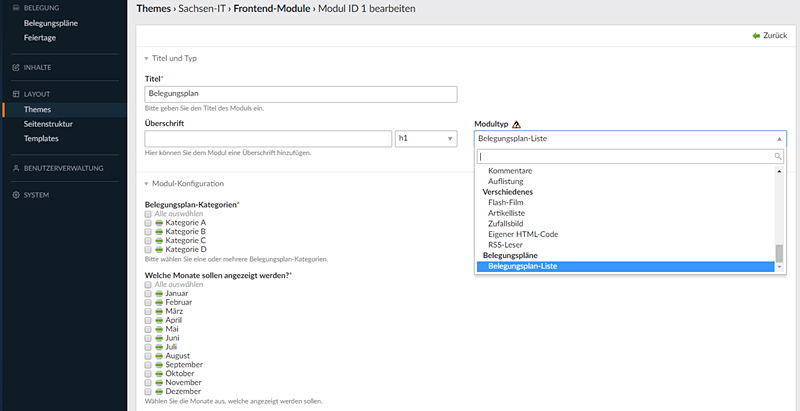 BELEGUNG
Belegungspläne
Feiertage
INHALTE
LAYOUT
Themes
Seitenstruktur
Templates
BENUTZERVERWALTUNG
SYSTEM
Themes › Sachsen-IT › Frontend-Module › Modul ID 1 bearbeiten
Zurück
Titel und Typ
Titel*
Belegungsplan
Bitte geben Sie den Titel des Moduls ein.
Überschrift
h1
Hier können Sie dem Modul eine Überschrift hinzufügen.
Modultyp
Belegungsplan-Liste
Kommentare
Auflistung
Verschiedenes
Flash-Film
Artikelliste
Zufallsbild
Eigener HTML-Code
RSS-Leser
Belegungspläne
Belegungsplan-Liste
Modul-Konfiguration
Belegungsplan-Kategorien*
Alle auswählen
Kategorie A
Kategorie B
Kategorie C
Kategorie D
Bitte wählen Sie eine oder mehrere Belegungsplan-Kategorien.
Welche Monate sollen angezeigt werden?*
Alle auswählen
Januar
Februar
März
April
Mai
Juni
Juli
August
September
Oktober
November
Dezember
Wählen Sie die Monate aus, welche angezeigt werden sollen.